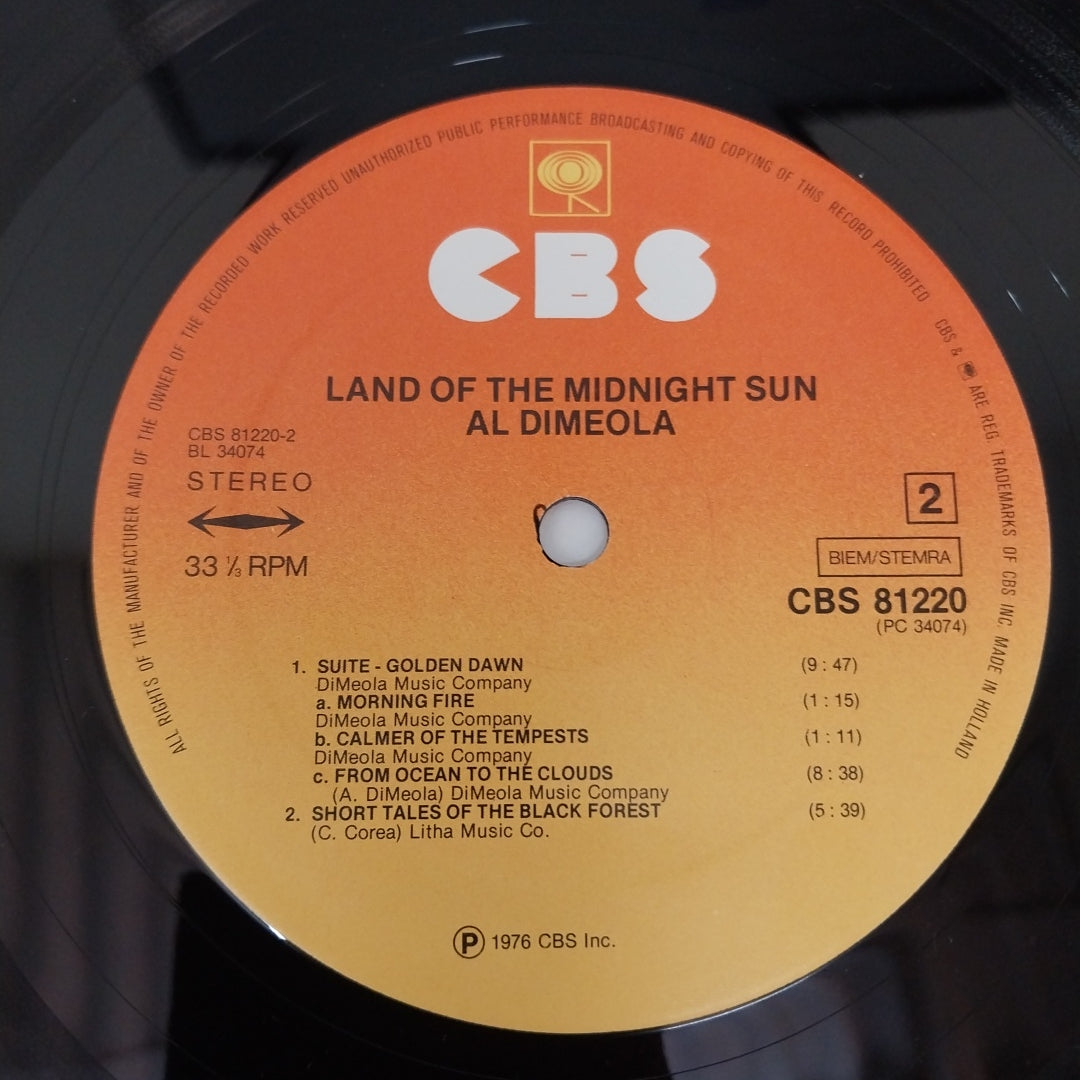 ALL RIGHTS OF THE MANUFACTURER AND OF THE OWNER OF THE RECORDED WORK RESERVED UNAUTHORIZED PUBLIC PERFORMANCE BROADCASTING AND COPYING OF THIS RECORD PROHIBITED CBS & ARE REG. TRADEMARKS OF CBS INC. MADE IN HOLLAND
CBS
LAND OF THE MIDNIGHT SUN
AL DIMEOLA
CBS 81220-2
BL 34074
STEREO
33 ⅓ RPM
2
BIEM/STEMRA
CBS 81220
(PC 34074)
1. SUITE - GOLDEN DAWN (9 : 47)
DiMeola Music Company
a. MORNING FIRE (1 : 15)
DiMeola Music Company
b. CALMER OF THE TEMPESTS (1 : 11)
DiMeola Music Company
c. FROM OCEAN TO THE CLOUDS (8 : 38)
(A. DiMeola) DiMeola Music Company
2. SHORT TALES OF THE BLACK FOREST (5 : 39)
(C. Corea) Litha Music Co.
Ⓟ 1976 CBS Inc.